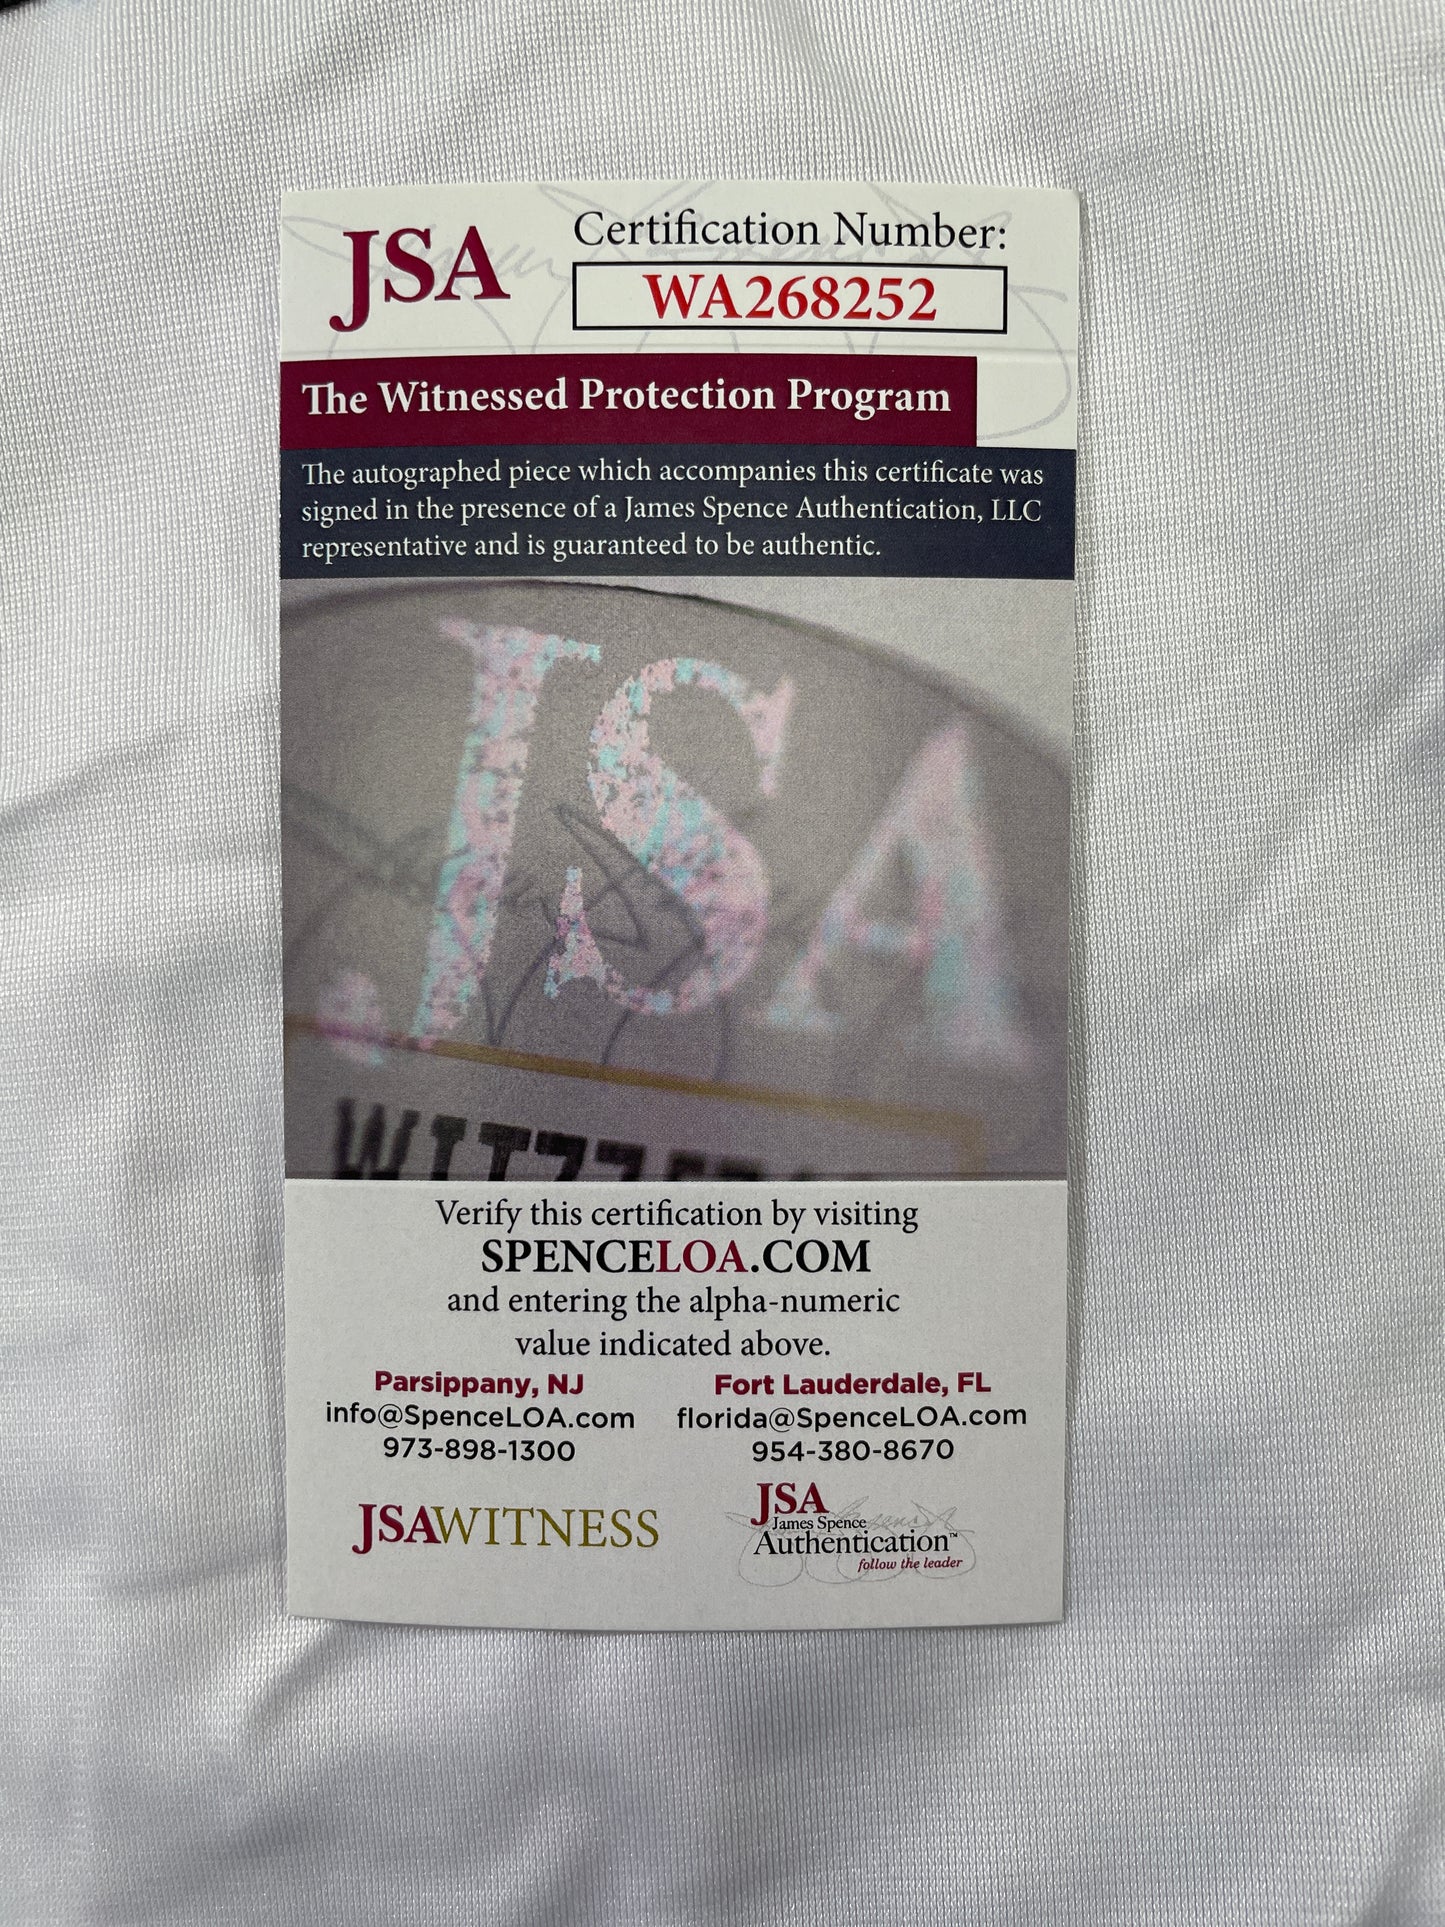 JSA
Certification Number:
WA268252
The Witnessed Protection Program
The autographed piece which accompanies this certificate was
signed in the presence of a James Spence Authentication, LLC
representative and is guaranteed to be authentic.
JSA
Verify this certification by visiting
SPENCELOA.COM
and entering the alpha-numeric
value indicated above.
Parsippany, NJ
info@SpenceLOA.com
973-898-1300
Fort Lauderdale, FL
florida@SpenceLOA.com
954-380-8670
JSAWITNESS
JSA
James Spence
Authentication™
follow the leader